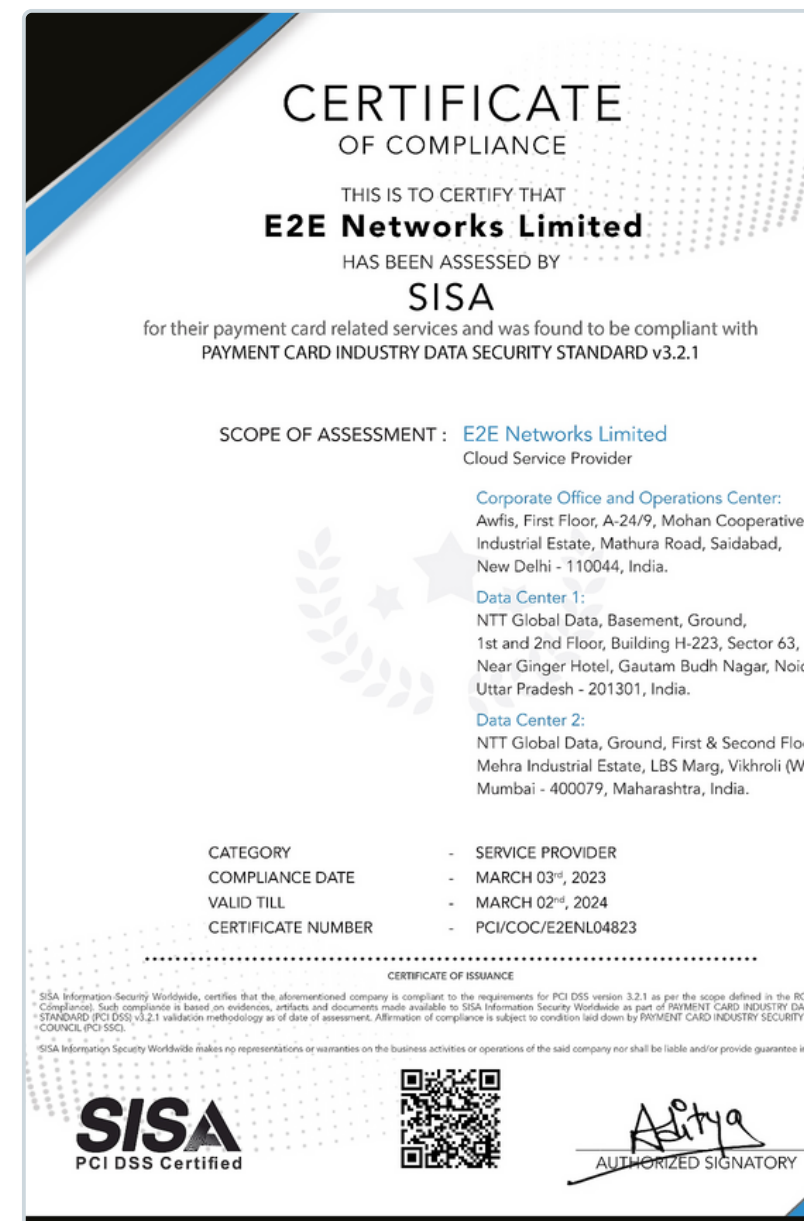 CERTIFICATE
OF COMPLIANCE
THIS IS TO CERTIFY THAT
E2E Networks Limited
HAS BEEN ASSESSED BY
SISA
for their payment card related services and was found to be compliant with
PAYMENT CARD INDUSTRY DATA SECURITY STANDARD v3.2.1
SCOPE OF ASSESSMENT : E2E Networks Limited
Cloud Service Provider
Corporate Office and Operations Center:
Awfis, First Floor, A-24/9, Mohan Cooperative
Industrial Estate, Mathura Road, Saidabad,
New Delhi - 110044, India.
Data Center 1:
NTT Global Data, Basement, Ground,
1st and 2nd Floor, Building H-223, Sector 63,
Near Ginger Hotel, Gautam Budh Nagar,
Uttar Pradesh - 201301, India.
Data Center 2:
NTT Global Data, Ground, First & Second
Mehra Industrial Estate, LBS Marg, Vikhroli (W
Mumbai - 400079, Maharashtra, India.
CATEGORY - SERVICE PROVIDER
COMPLIANCE DATE - MARCH 03rd, 2023
VALID TILL - MARCH 02nd, 2024
CERTIFICATE NUMBER - PCI/COC/E2ENL04823
CERTIFICATE OF ISSUANCE
SISA Information Security Worldwide, certifies that the aforementioned company is compliant to the requirements for PCI DSS version 3.2.1 as per the scope defined in the
Compliance). Such compliance is based on evidences, artifacts and documents made available to SISA Information Security Worldwide as part of PAYMENT CARD INDUSTRY
STANDARD (PCI DSS) v3.2.1 validation methodology as of date of assessment. Affirmation of compliance is subject to condition laid down by PAYMENT CARD INDUSTRY SECURITY
COUNCIL (PCI SSC).
SISA Information Security Worldwide makes no representations or warranties on the business activities or operations of the said company nor shall be liable and/or provide guarantee
SISA
PCI DSS Certified
Aditya
AUTHORIZED SIGNATORY